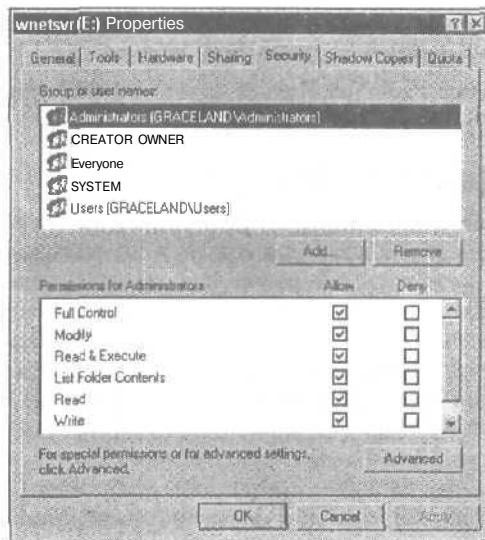 wnetsvr (E:) Properties
General Tools Hardware Sharing Security Shadow Copies Quota
Group or user names:
Administrators (GRACELAND\Administrators)
CREATOR OWNER
Everyone
SYSTEM
Users (GRACELAND\Users)
Add... Remove
Permissions for Administrators Allow Deny
Full Control
Modify
Read & Execute
List Folder Contents
Read
Write
For special permissions or for advanced settings, click Advanced.
Advanced
OK Cancel Apply